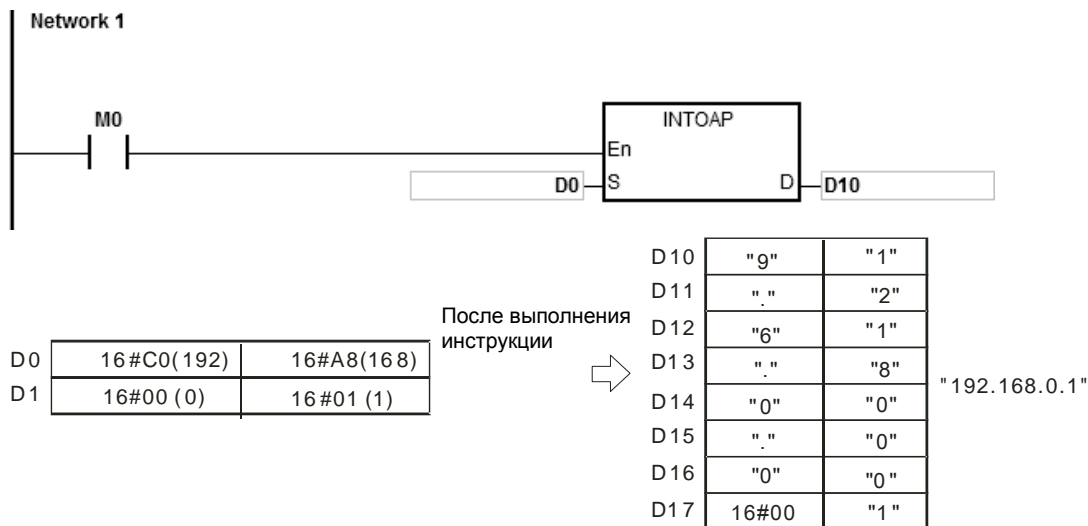 Network 1
M0
INTOAP
En
D0 S D D10
После выполнения
инструкции
D0 16#C0(192) 16#A8(168)
D1 16#00 (0) 16#01 (1)
D10 "9" "1"
D11 "." "2"
D12 "6" "1"
D13 "." "8"
D14 "0" "0"
D15 "." "0"
D16 "0" "0"
D17 16#00 "1"
"192.168.0.1"